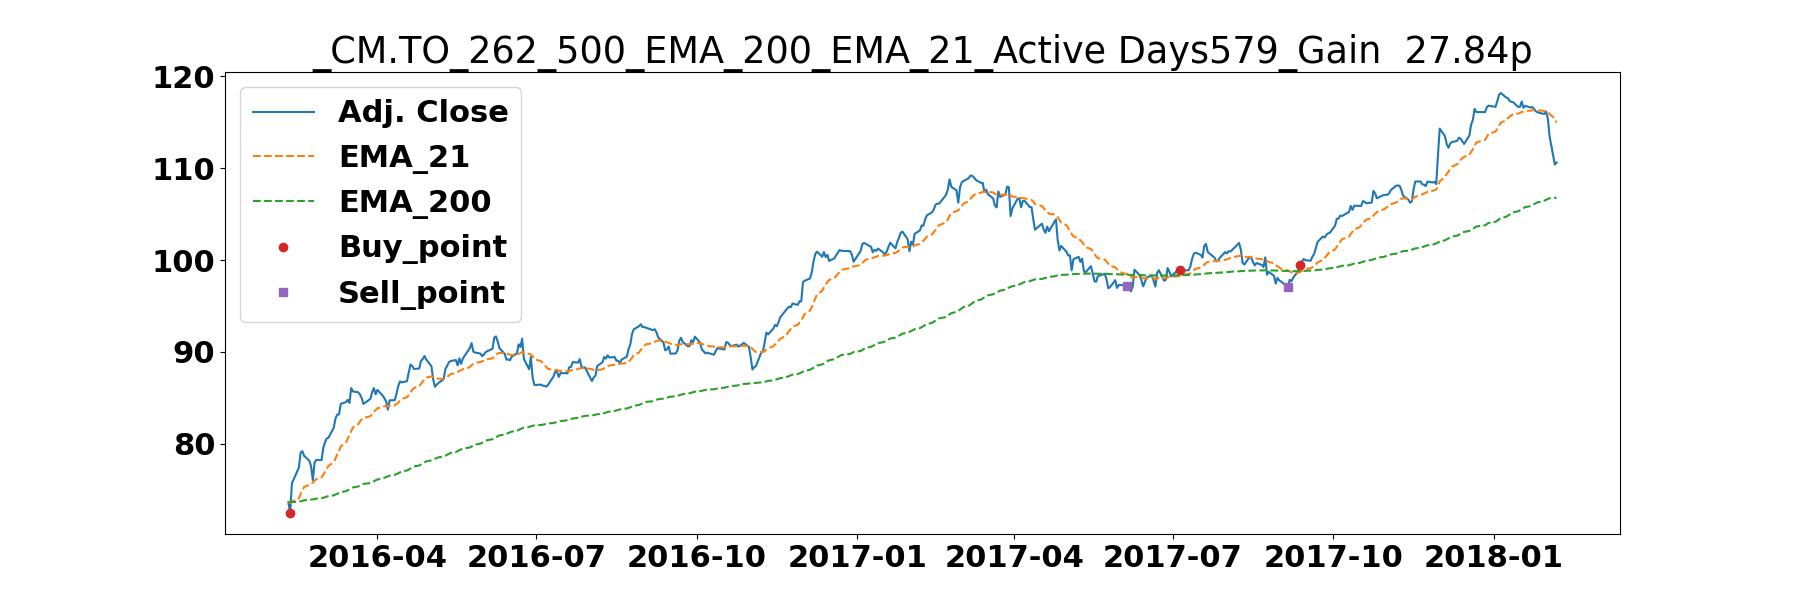 _CM.TO_262_500_EMA_200_EMA_21_Active Days579_Gain  27.84p
120
110
100
90
80
Adj. Close
EMA_21
EMA_200
Buy_point
Sell_point
2016-04 2016-07 2016-10 2017-01 2017-04 2017-07 2017-10 2018-01